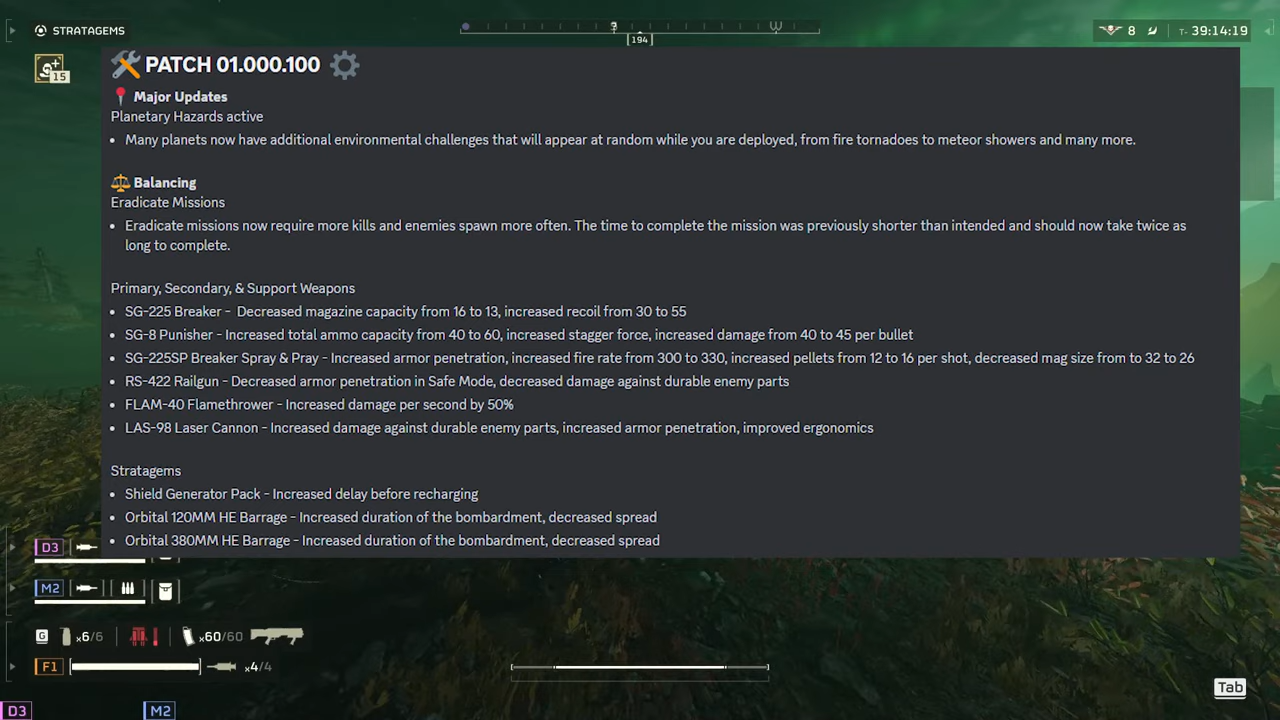 STRATAGEMS
194
8
T- 39:14:19
15
PATCH 01.000.100
Major Updates
Planetary Hazards active
• Many planets now have additional environmental challenges that will appear at random while you are deployed, from fire tornadoes to meteor showers and many more.
Balancing
Eradicate Missions
• Eradicate missions now require more kills and enemies spawn more often. The time to complete the mission was previously shorter than intended and should now take twice as
long to complete.
Primary, Secondary, & Support Weapons
• SG-225 Breaker - Decreased magazine capacity from 16 to 13, increased recoil from 30 to 55
• SG-8 Punisher - Increased total ammo capacity from 40 to 60, increased stagger force, increased damage from 40 to 45 per bullet
• SG-225SP Breaker Spray & Pray - Increased armor penetration, increased fire rate from 300 to 330, increased pellets from 12 to 16 per shot, decreased mag size from to 32 to 26
• RS-422 Railgun - Decreased armor penetration in Safe Mode, decreased damage against durable enemy parts
• FLAM-40 Flamethrower - Increased damage per second by 50%
• LAS-98 Laser Cannon - Increased damage against durable enemy parts, increased armor penetration, improved ergonomics
Stratagems
• Shield Generator Pack - Increased delay before recharging
• Orbital 120MM HE Barrage - Increased duration of the bombardment, decreased spread
• Orbital 380MM HE Barrage - Increased duration of the bombardment, decreased spread
D3
M2
G x6/6 x60/60
F1 x4/4
Tab
D3 M2